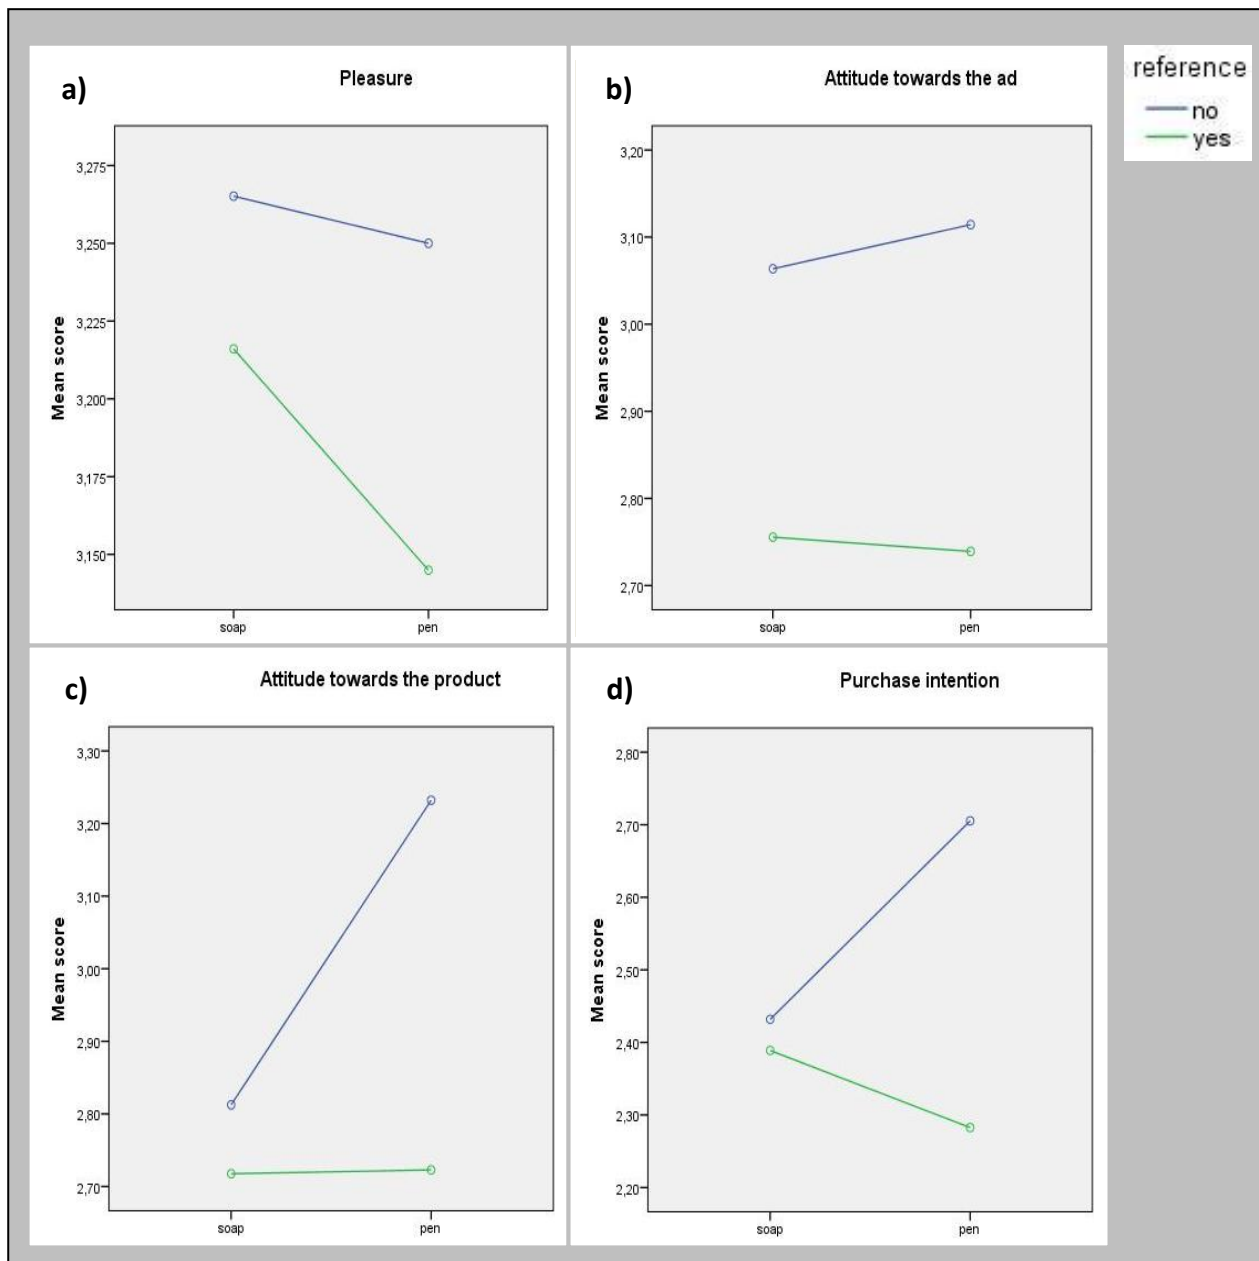 a)
Pleasure
Mean score
3,275
3,250
3,225
3,200
3,175
3,150
soap
pen
b)
Attitude towards the ad
Mean score
3,20
3,10
3,00
2,90
2,80
2,70
soap
pen
reference
no
yes
c)
Attitude towards the product
Mean score
3,30
3,20
3,10
3,00
2,90
2,80
2,70
soap
pen
d)
Purchase intention
Mean score
2,80
2,70
2,60
2,50
2,40
2,30
2,20
soap
pen